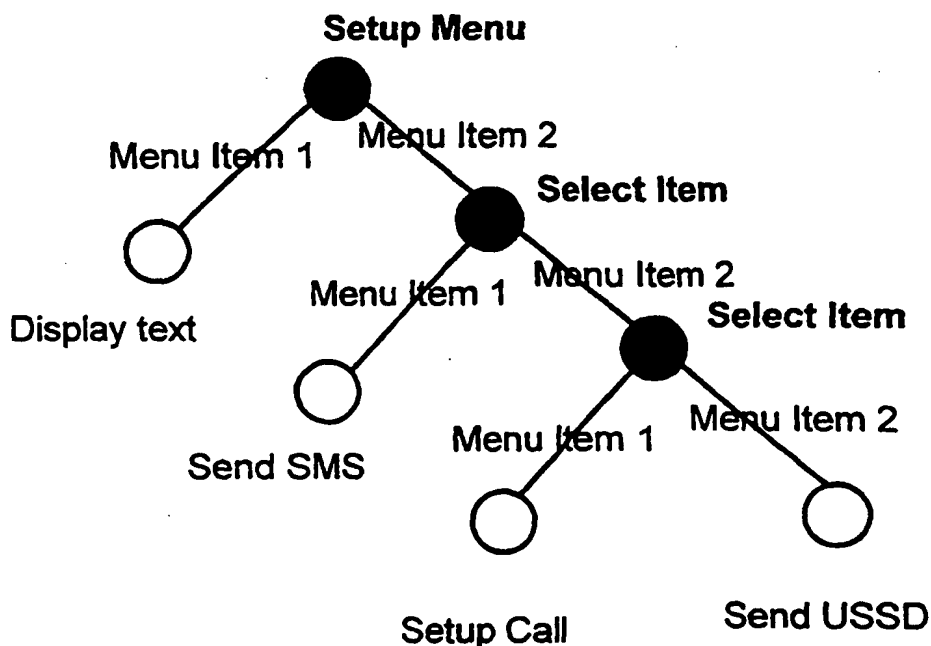 Setup Menu
Menu Item 1
Menu Item 2
Select Item
Menu Item 1
Menu Item 2
Display text
Select Item
Menu Item 1
Menu Item 2
Send SMS
Setup Call
Send USSD